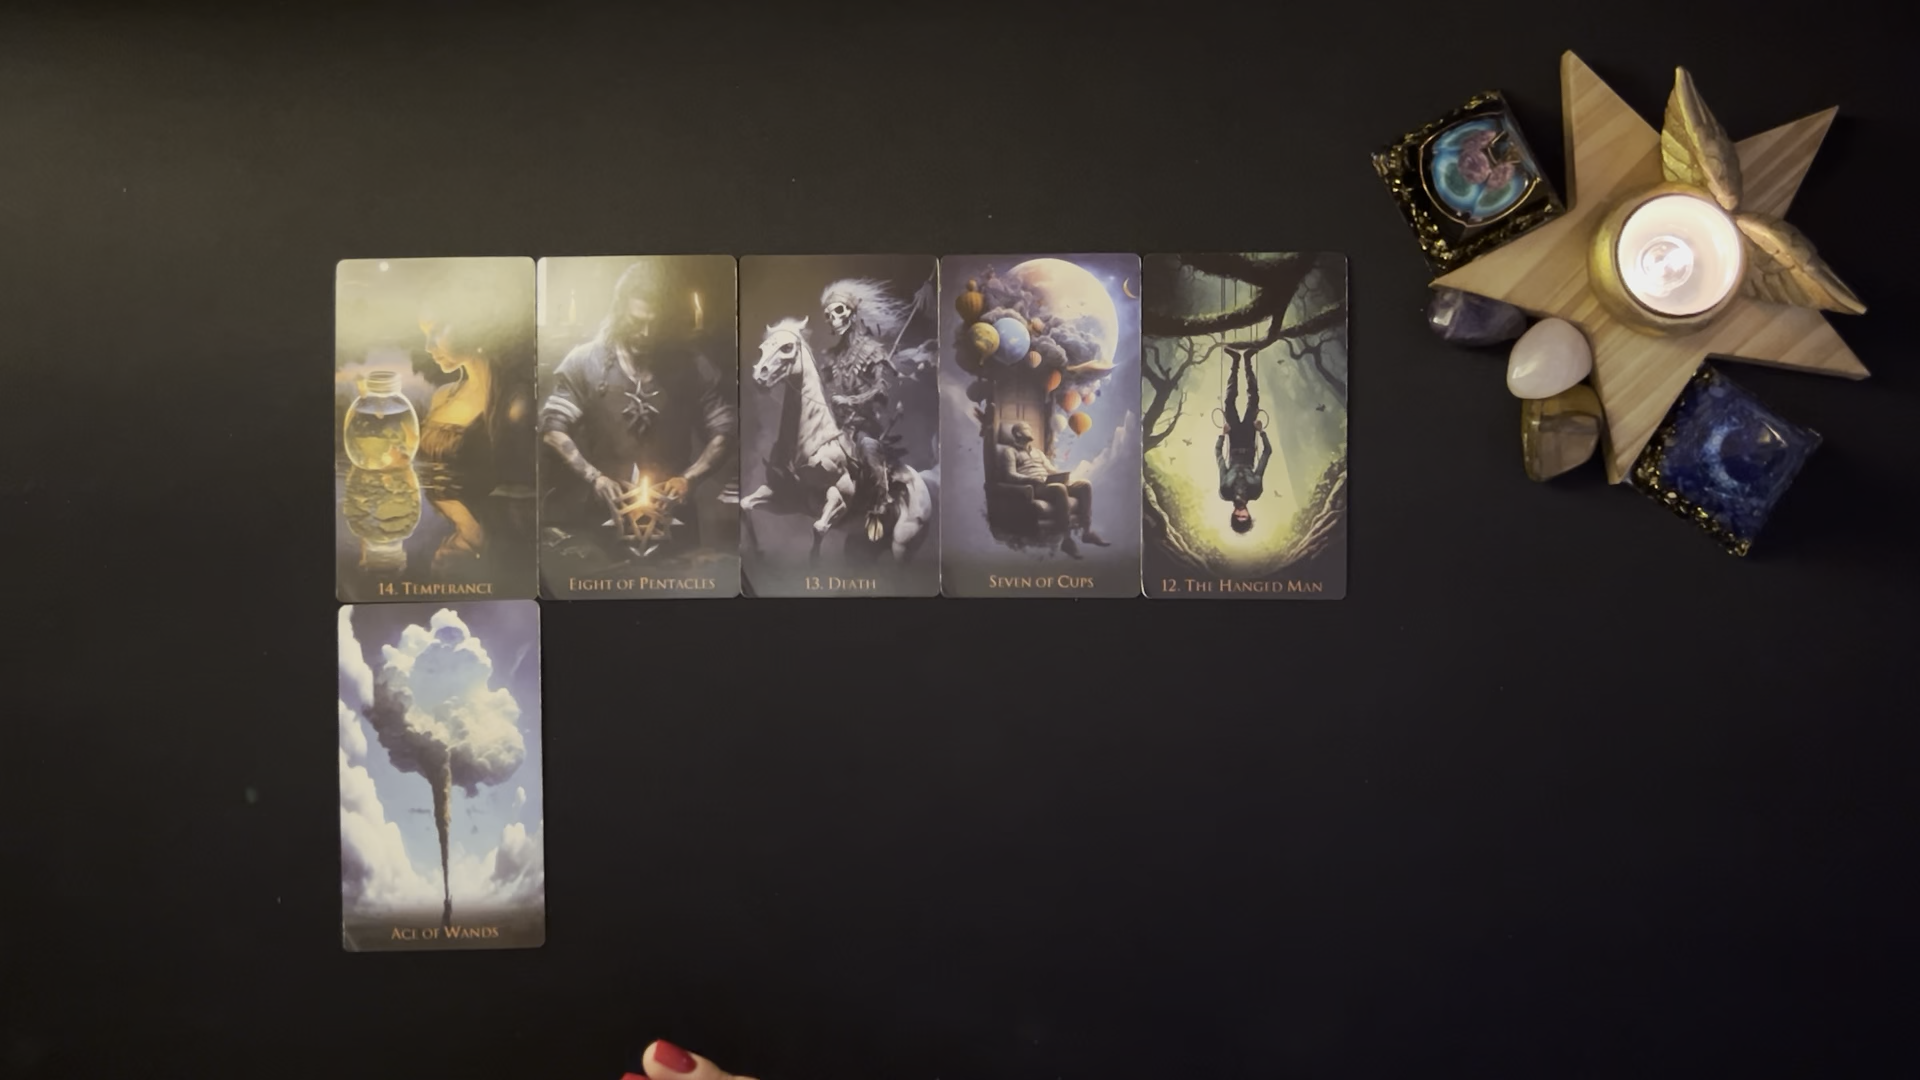 14. Temperance
Eight of Pentacles
13. Death
Seven of Cups
12. The Hanged Man
Ace of Wands